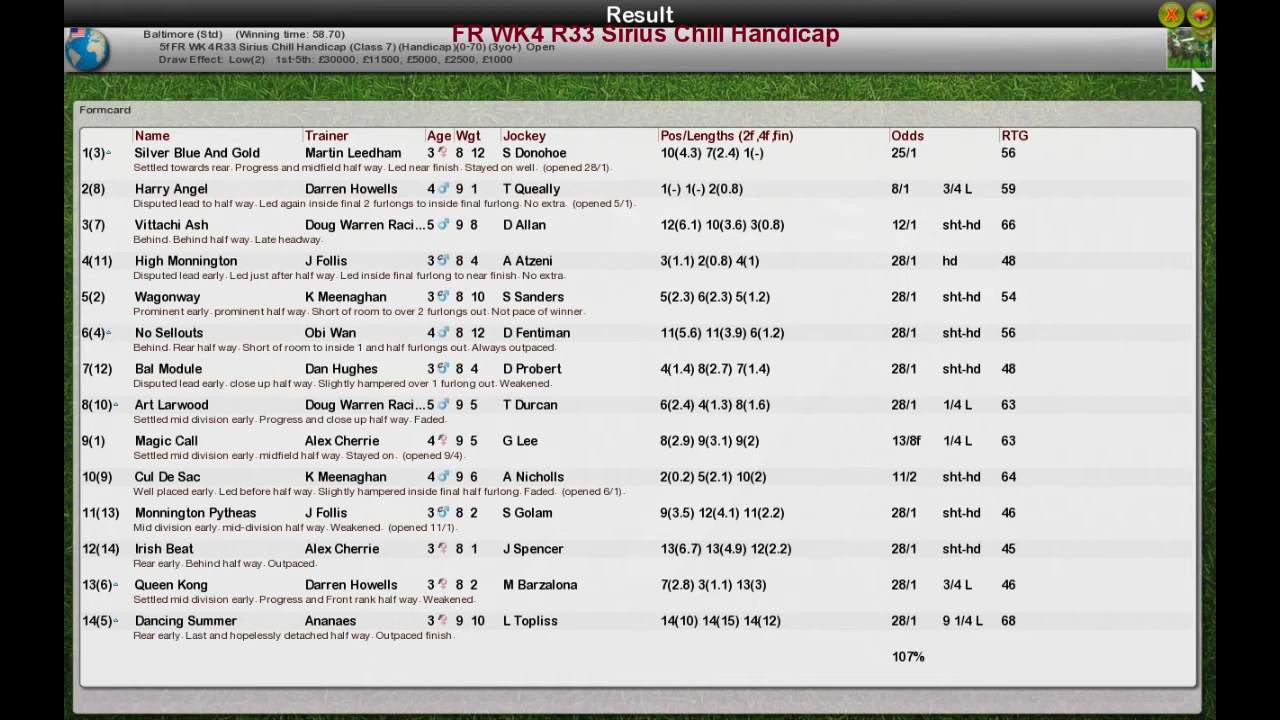 Result
FR WK4 R33 Sirius Chill Handicap
Baltimore (Std) (Winning time: 58.70)
5f FR WK4 R33 Sirius Chill Handicap (Class 7) (Handicap)(0-70) (3yo+) Open
Draw Effect: Low(2) 1st-5th: £30000, £11500, £5000, £2500, £1000
Formcard
Name Trainer Age Wgt Jockey Pos/Lengths (2f,4f,fin) Odds RTG
1(3) Silver Blue And Gold Martin Leedham 3 8 12 S Donohoe 10(4.3) 7(2.4) 1(-) 25/1 56
Settled towards rear. Progress and midfield half way. Led near finish. Stayed on well. (opened 28/1).
2(8) Harry Angel Darren Howells 4 9 1 T Queally 1(-) 1(-) 2(0.8) 8/1 3/4 L 59
Disputed lead to half way. Led again inside final 2 furlongs to inside final furlong. No extra. (opened 5/1).
3(7) Vittachi Ash Doug Warren Raci... 5 9 8 D Allan 12(6.1) 10(3.6) 3(0.8) 12/1 sht-hd 66
Behind. Behind half way. Late headway.
4(11) High Monnington J Follis 3 8 4 A Atzeni 3(1.1) 2(0.8) 4(1) 28/1 hd 48
Disputed lead early. Led just after half way. Led inside final furlong to near finish. No extra.
5(2) Wagonway K Meenaghan 3 8 10 S Sanders 5(2.3) 6(2.3) 5(1.2) 28/1 sht-hd 54
Prominent early. prominent half way. Short of room to over 2 furlongs out. Not pace of winner.
6(4) No Sellouts Obi Wan 4 8 12 D Fentiman 11(5.6) 11(3.9) 6(1.2) 28/1 sht-hd 56
Behind. Rear half way. Short of room to inside 1 and half furlongs out. Always outpaced.
7(12) Bal Module Dan Hughes 3 8 4 D Probert 4(1.4) 8(2.7) 7(1.4) 28/1 sht-hd 48
Disputed lead early. close up half way. Slightly hampered over 1 furlong out. Weakened.
8(10) Art Larwood Doug Warren Raci... 5 9 5 T Durcan 6(2.4) 4(1.3) 8(1.6) 28/1 1/4 L 63
Settled mid division early. Progress and close up half way. Faded.
9(1) Magic Call Alex Cherrie 4 9 5 G Lee 8(2.9) 9(3.1) 9(2) 13/8f 1/4 L 63
Settled mid division early. midfield half way. Stayed on. (opened 9/4).
10(9) Cul De Sac K Meenaghan 4 9 6 A Nicholls 2(0.2) 5(2.1) 10(2) 11/2 sht-hd 64
Well placed early. Led before half way. Slightly hampered inside final half furlong. Faded. (opened 6/1).
11(13) Monnington Pytheas J Follis 3 8 2 S Golam 9(3.5) 12(4.1) 11(2.2) 28/1 sht-hd 46
Mid division early. mid-division half way. Weakened. (opened 11/1).
12(14) Irish Beat Alex Cherrie 3 8 1 J Spencer 13(6.7) 13(4.9) 12(2.2) 28/1 sht-hd 45
Rear early. Behind half way. Outpaced.
13(6) Queen Kong Darren Howells 3 8 2 M Barzalona 7(2.8) 3(1.1) 13(3) 28/1 3/4 L 46
Settled mid division early. Progress and Front rank half way. Weakened.
14(5) Dancing Summer Ananaes 3 9 10 L Topliss 14(10) 14(15) 14(12) 28/1 9 1/4 L 68
Rear early. Last and hopelessly detached half way. Outpaced finish.
107%